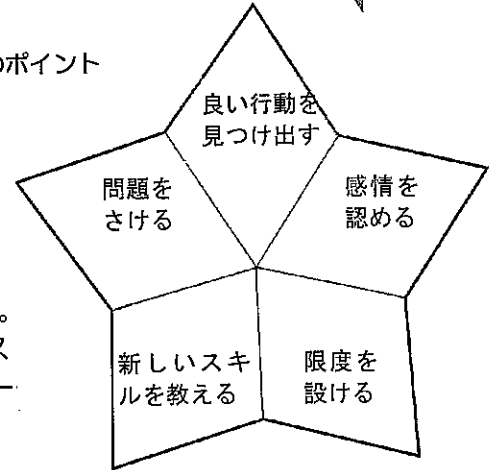 のポイント
良い行動を
見つけ出す
問題を
さける
感情を
認める
新しいスキ
ルを教える
限度を
設ける
。
ス